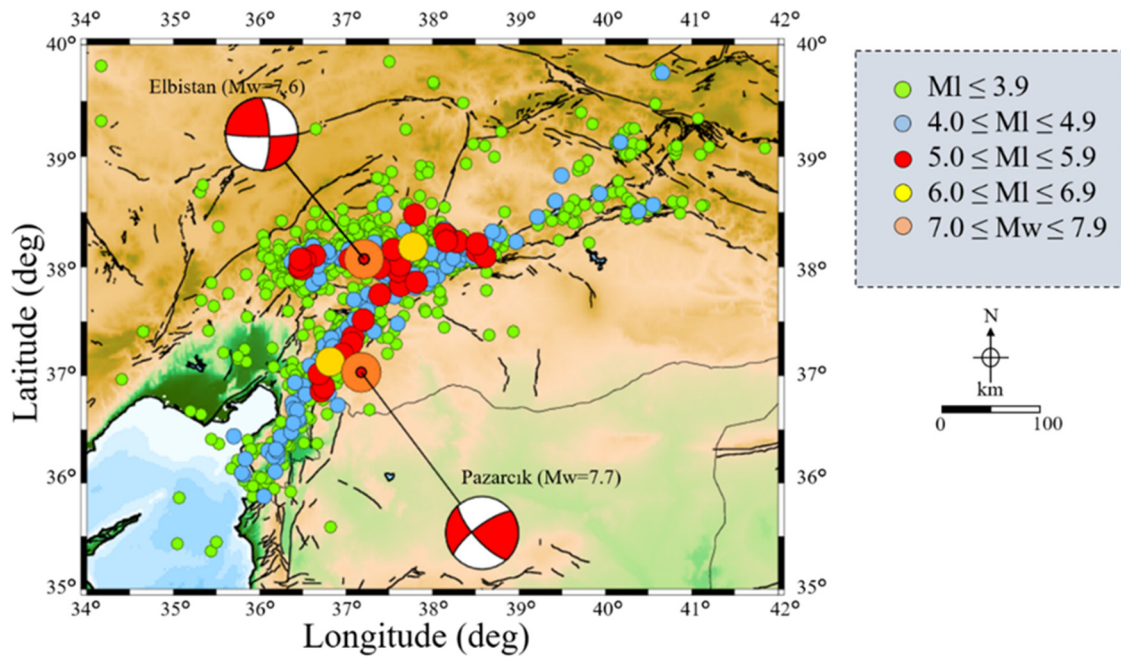 34° 35° 36° 37° 38° 39° 40° 41° 42°
40° 40°
Elbistan (Mw=7.6)
39° 39°
38° 38°
37° 37°
36° 36°
Pazarcık (Mw=7.7)
35° 35°
34° 35° 36° 37° 38° 39° 40° 41° 42°
Longitude (deg)
Latitude (deg)
Ml ≤ 3.9
4.0 ≤ Ml ≤ 4.9
5.0 ≤ Ml ≤ 5.9
6.0 ≤ Ml ≤ 6.9
7.0 ≤ Mw ≤ 7.9
N
km
0 100